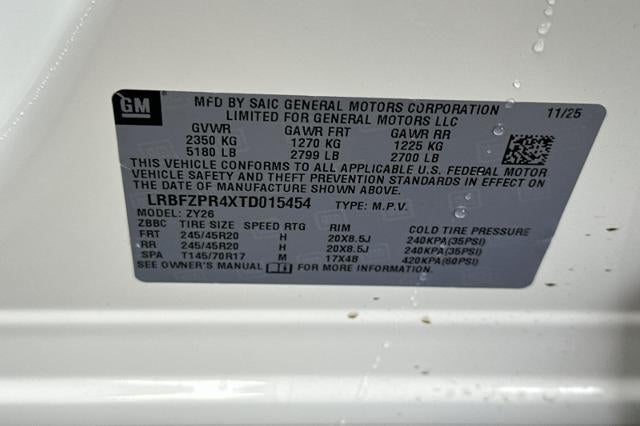 GM
MFD BY SAIC GENERAL MOTORS CORPORATION 11/25
LIMITED FOR GENERAL MOTORS LLC
GVWR GAWR FRT GAWR RR
2350 KG 1270 KG 1225 KG
5180 LB 2799 LB 2700 LB
THIS VEHICLE CONFORMS TO ALL APPLICABLE U.S. FEDERAL MOTOR
VEHICLE SAFETY AND THEFT PREVENTION STANDARDS IN EFFECT ON
THE DATE OF MANUFACTURE SHOWN ABOVE.
LRBFZPR4XTD015454 TYPE: M.P.V.
MODEL: ZY26
ZBBC TIRE SIZE SPEED RTG RIM COLD TIRE PRESSURE
FRT 245/45R20 H 20X8.5J 240KPA(35PSI)
RR 245/45R20 H 20X8.5J 240KPA(35PSI)
SPA T145/70R17 M 17X4B 420KPA(60PSI)
SEE OWNER'S MANUAL FOR MORE INFORMATION.